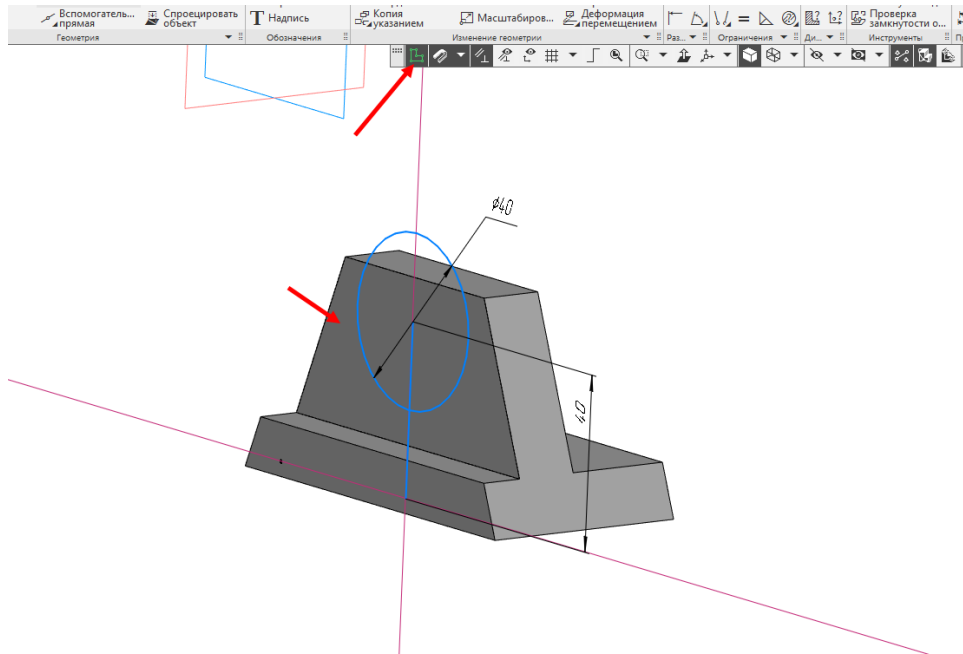 Вспомогатель...
прямая
Спроецировать
объект
Надпись
Копия
указанием
Масштабиров...
Деформация
перемещением
Проверка
замкнутости о...
Геометрия
Обозначения
Изменение геометрии
Раз...
Ограничения
Ди...
Инструменты
⌀40
40